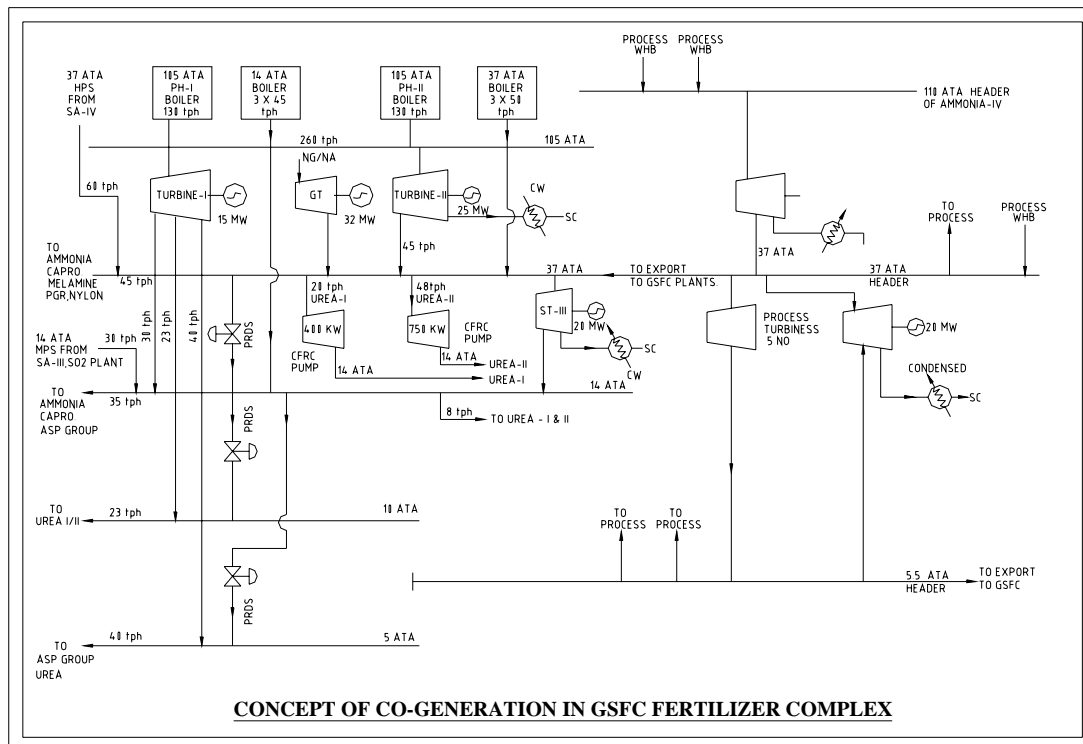 PROCESS
WHB
PROCESS
WHB
37 ATA
HPS
FROM
SA-IV
105 ATA
PH-I
BOILER
130 tph
14 ATA
BOILER
3 X 45
tph
105 ATA
PH-II
BOILER
130 tph
37 ATA
BOILER
3 X 50
tph
110 ATA HEADER
OF AMMONIA-IV
260 tph
105 ATA
NG/NA
60 tph
TURBINE-I
15 MW
GT
32 MW
TURBINE-II
25 MW
CW
SC
TO
PROCESS
PROCESS
WHB
45 tph
37 ATA
TO
AMMONIA
CAPRO
MELAMINE
PGR,NYLON
45 tph
37 ATA
TO EXPORT
TO GSFC PLANTS
37 ATA
HEADER
20 tph
UREA-I
48tph
UREA-II
30 tph
23 tph
40 tph
PRDS
400 KW
750 KW
CFRC
PUMP
ST-III
20 MW
PROCESS
TURBINESS
5 NO
20 MW
14 ATA
MPS FROM
SA-III,SO2 PLANT
30 tph
CFRC
PUMP
14 ATA
UREA-II
14 ATA
UREA-I
SC
CW
CONDENSED
SC
TO
AMMONIA
CAPRO
ASP GROUP
35 tph
14 ATA
8 tph
TO UREA - I & II
PRDS
TO
UREA I/II
23 tph
10 ATA
TO
PROCESS
TO
PROCESS
PRDS
5.5 ATA
HEADER
TO EXPORT
TO GSFC
40 tph
5 ATA
TO
ASP GROUP
UREA
CONCEPT OF CO-GENERATION IN GSFC FERTILIZER COMPLEX